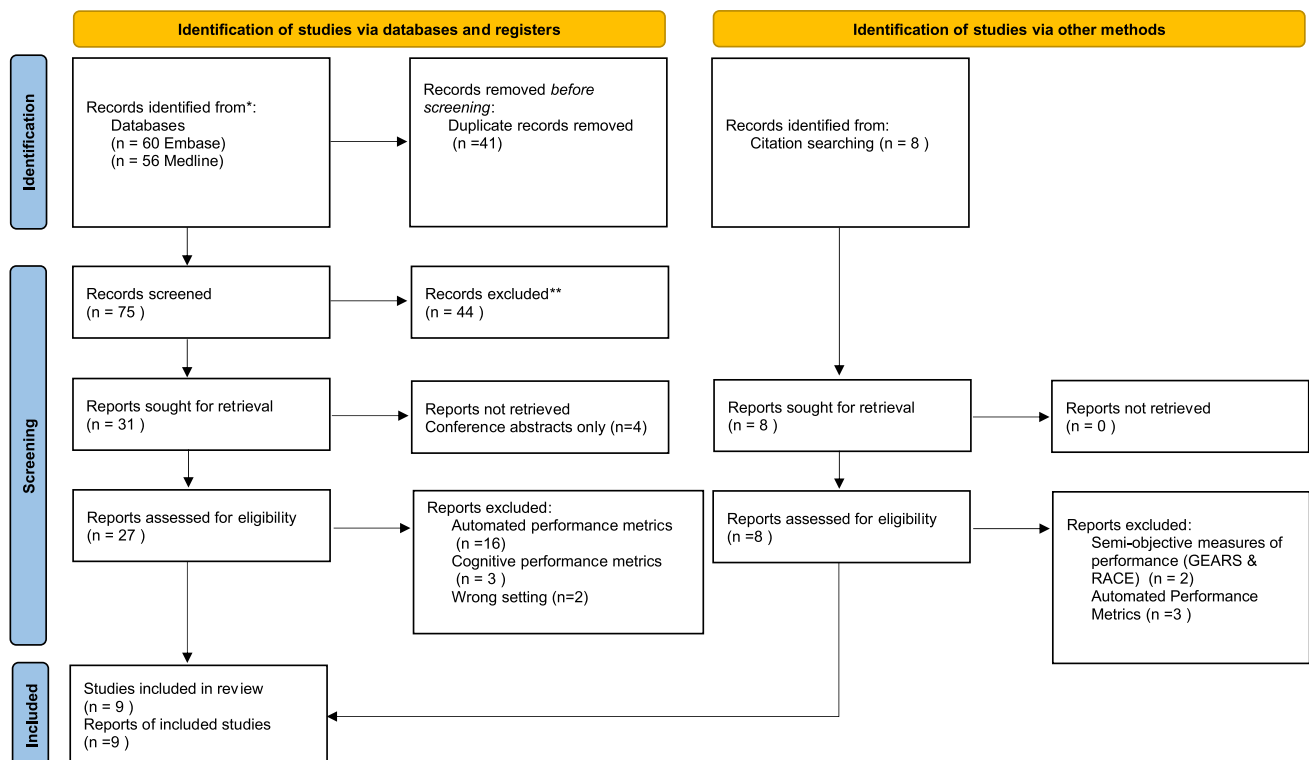 Identification of studies via databases and registers
Identification of studies via other methods
Identification
Records identified from*:
Databases
(n = 60 Embase)
(n = 56 Medline)
Records removed before
screening:
Duplicate records removed
(n =41)
Records identified from:
Citation searching (n = 8 )
Screening
Records screened
(n = 75 )
Records excluded**
(n = 44 )
Reports sought for retrieval
(n = 31 )
Reports not retrieved
Conference abstracts only (n=4)
Reports sought for retrieval
(n = 8 )
Reports not retrieved
(n = 0 )
Reports assessed for eligibility
(n = 27 )
Reports excluded:
Automated performance metrics
(n =16)
Cognitive performance metrics
(n = 3 )
Wrong setting (n=2)
Reports assessed for eligibility
(n =8 )
Reports excluded:
Semi-objective measures of
performance (GEARS &
RACE) (n = 2)
Automated Performance
Metrics (n =3 )
Included
Studies included in review
(n = 9 )
Reports of included studies
(n =9 )